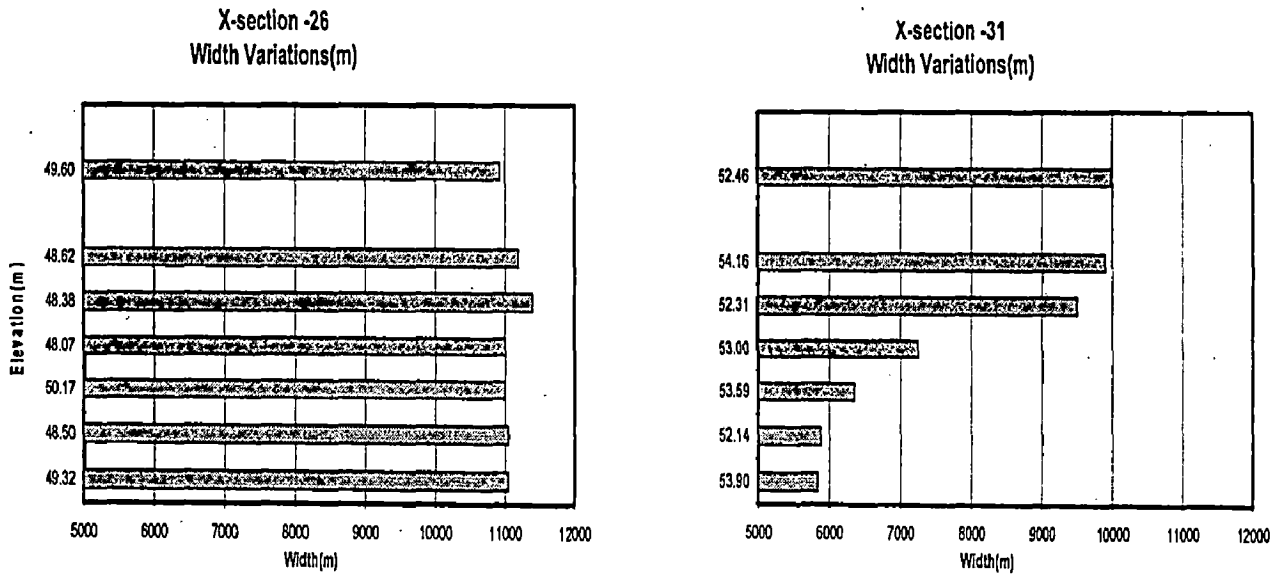 X-section -26
Width Variations(m)
Elevation(m)
49.60
48.62
48.38
48.07
50.17
48.50
49.32
5000 6000 7000 8000 9000 10000 11000 12000
Width(m)
X-section -31
Width Variations(m)
52.46
54.16
52.31
53.00
53.59
52.14
53.90
5000 6000 7000 8000 9000 10000 11000 12000
Width(m)